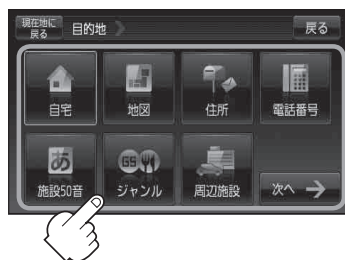 現在地に
戻る
目的地
戻る
自宅
地図
住所
電話番号
あ
GS
施設50音
ジャンル
周辺施設
次へ